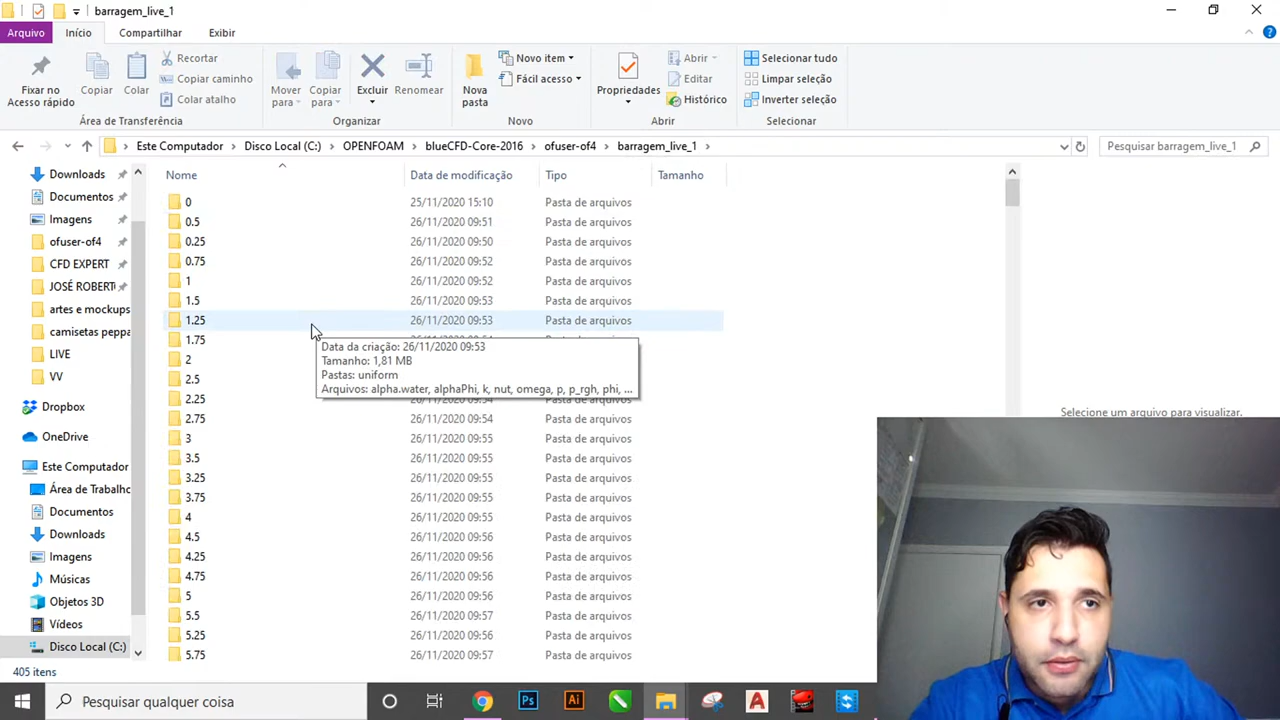 barragem_live_1
Arquivo Início Compartilhar Exibir
Fixar no Acesso rápido
Copiar
Colar
Recortar
Copiar caminho
Colar atalho
Área de Transferência
Mover para
Copiar para
Excluir
Renomear
Organizar
Nova pasta
Novo item
Fácil acesso
Novo
Propriedades
Abrir
Editar
Histórico
Abrir
Selecionar tudo
Limpar seleção
Inverter seleção
Selecionar
Este Computador > Disco Local (C:) > OPENFOAM > blueCFD-Core-2016 > ofuser-of4 > barragem_live_1 >
Pesquisar barragem_live_1
Downloads
Documentos
Imagens
ofuser-of4
CFD EXPERT
JOSÉ ROBERT
artes e mockups
camisetas peppa
LIVE
VV
Dropbox
OneDrive
Este Computador
Área de Trabalho
Documentos
Downloads
Imagens
Músicas
Objetos 3D
Vídeos
Disco Local (C:)
Nome Data de modificação Tipo Tamanho
0 25/11/2020 15:10 Pasta de arquivos
0.5 26/11/2020 09:51 Pasta de arquivos
0.25 26/11/2020 09:50 Pasta de arquivos
0.75 26/11/2020 09:52 Pasta de arquivos
1 26/11/2020 09:52 Pasta de arquivos
1.5 26/11/2020 09:53 Pasta de arquivos
1.25 26/11/2020 09:53 Pasta de arquivos
1.75
Data da criação: 26/11/2020 09:53
Tamanho: 1,81 MB
Pastas: uniform
Arquivos: alpha.water, alphaPhi, k, nut, omega, p, p_rgh, phi, ...
2
2.5
2.25
2.75 26/11/2020 09:54 Pasta de arquivos
3 26/11/2020 09:55 Pasta de arquivos
3.5 26/11/2020 09:55 Pasta de arquivos
3.25 26/11/2020 09:55 Pasta de arquivos
3.75 26/11/2020 09:55 Pasta de arquivos
4 26/11/2020 09:55 Pasta de arquivos
4.5 26/11/2020 09:56 Pasta de arquivos
4.25 26/11/2020 09:56 Pasta de arquivos
4.75 26/11/2020 09:56 Pasta de arquivos
5 26/11/2020 09:56 Pasta de arquivos
5.5 26/11/2020 09:57 Pasta de arquivos
5.25 26/11/2020 09:56 Pasta de arquivos
5.75 26/11/2020 09:57 Pasta de arquivos
Selecione um arquivo para visualizar.
405 itens
Pesquisar qualquer coisa
Ps
Ai
A